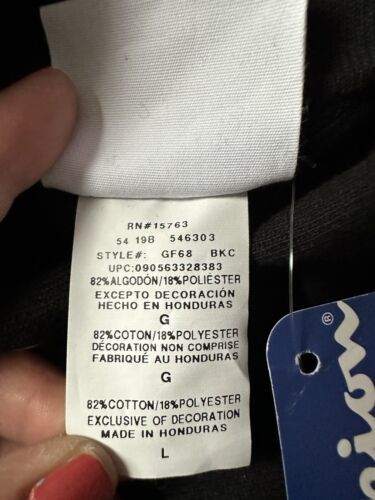 RN#15763
54 19B 546303
STYLE#: GF68 BKC
UPC:090563328383
82%ALGODÓN/18%POLIÉSTER
EXCEPTO DECORACIÓN
HECHO EN HONDURAS
G
82%COTON/18%POLYESTER
DÉCORATION NON COMPRISE
FABRIQUÉ AU HONDURAS
G
82%COTTON/18%POLYESTER
EXCLUSIVE OF DECORATION
MADE IN HONDURAS
L
®